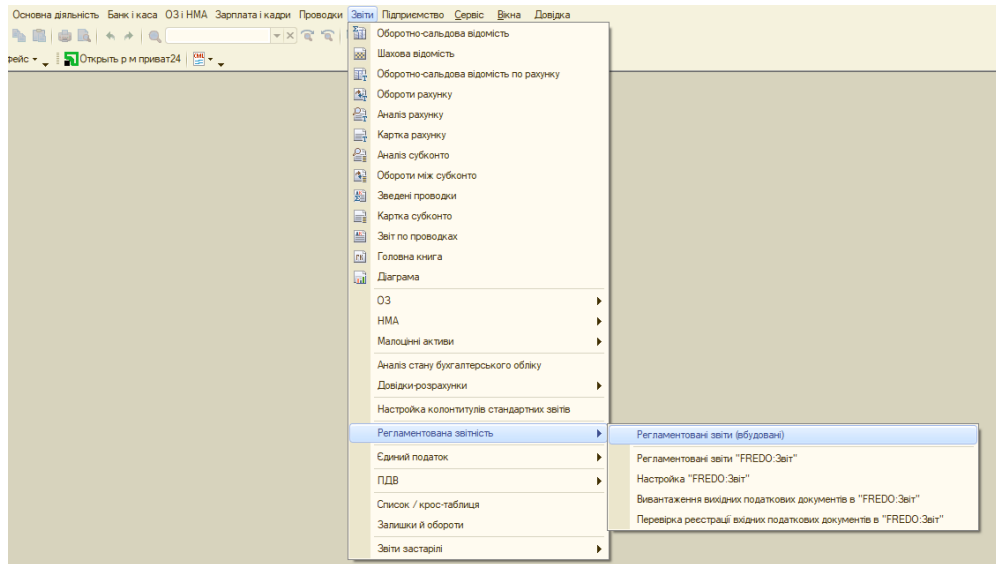 Основна діяльність Банк і каса ОЗ і НМА Зарплата і кадри Проводки Звіти Підприємство Сервіс Вікна Довідка
рейс Открыть р м приват24
Оборотно-сальдова відомість
Шахова відомість
Оборотно-сальдова відомість по рахунку
Обороти рахунку
Аналіз рахунку
Картка рахунку
Аналіз субконто
Обороти між субконто
Зведені проводки
Картка субконто
Звіт по проводках
Головна книга
Діаграма
ОЗ
НМА
Малоцінні активи
Аналіз стану бухгалтерського обліку
Довідки-розрахунки
Настройка колонтитулів стандартних звітів
Регламентована звітність
Єдиний податок
ПДВ
Список / крос-таблиця
Залишки й обороти
Звіти застарілі
Регламентовані звіти (вбудовані)
Регламентовані звіти "FREDO:Звіт"
Настройка "FREDO:Звіт"
Вивантаження вихідних податкових документів в "FREDO:Звіт"
Перевірка реєстрації вхідних податкових документів в "FREDO:Звіт"